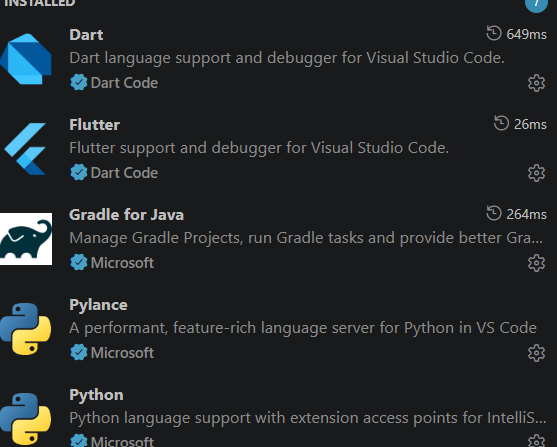 INSTALLED 7
Dart 649ms
Dart language support and debugger for Visual Studio Code.
Dart Code
Flutter 26ms
Flutter support and debugger for Visual Studio Code.
Dart Code
Gradle for Java 264ms
Manage Gradle Projects, run Gradle tasks and provide better Gra...
Microsoft
Pylance
A performant, feature-rich language server for Python in VS Code
Microsoft
Python
Python language support with extension access points for IntelliS...
Microsoft